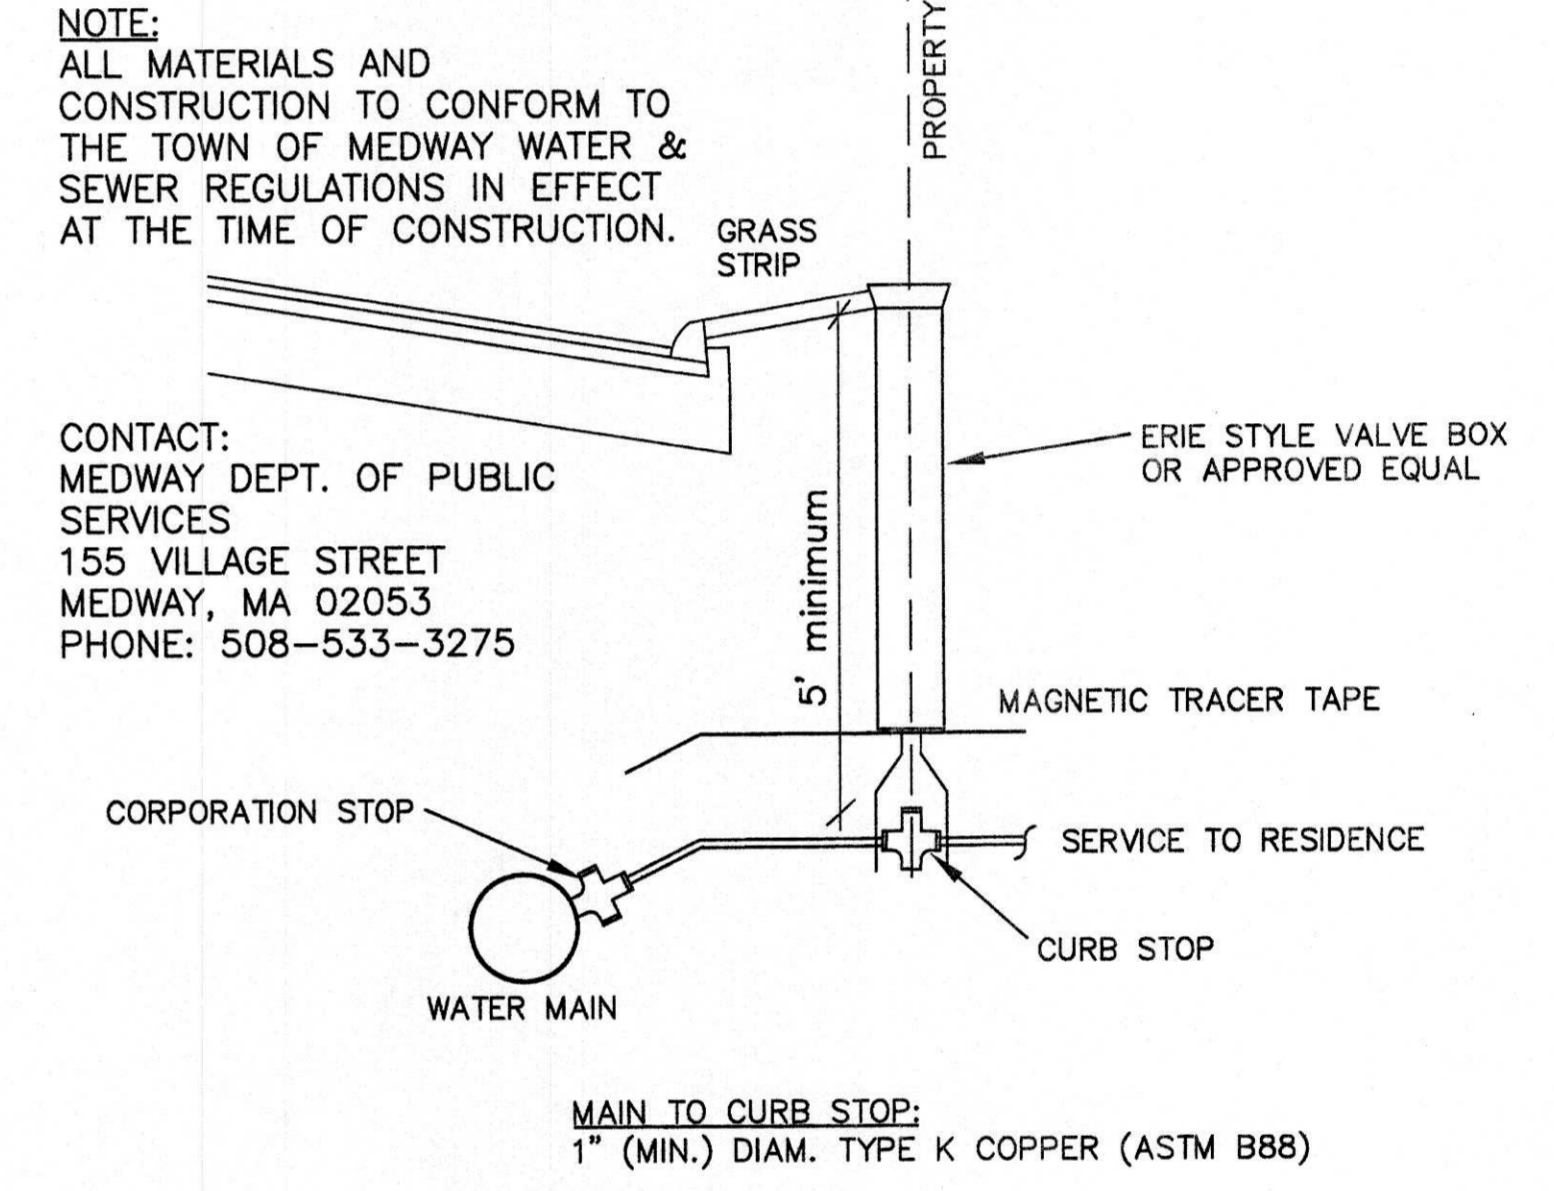 NOTE:
ALL MATERIALS AND
CONSTRUCTION TO CONFORM TO
THE TOWN OF MEDWAY WATER &
SEWER REGULATIONS IN EFFECT
AT THE TIME OF CONSTRUCTION.
PROPERTY
GRASS
STRIP
CONTACT:
MEDWAY DEPT. OF PUBLIC
SERVICES
155 VILLAGE STREET
MEDWAY, MA 02053
PHONE: 508-533-3275
ERIE STYLE VALVE BOX
OR APPROVED EQUAL
5' minimum
MAGNETIC TRACER TAPE
CORPORATION STOP
SERVICE TO RESIDENCE
CURB STOP
WATER MAIN
MAIN TO CURB STOP:
1" (MIN.) DIAM. TYPE K COPPER (ASTM B88)